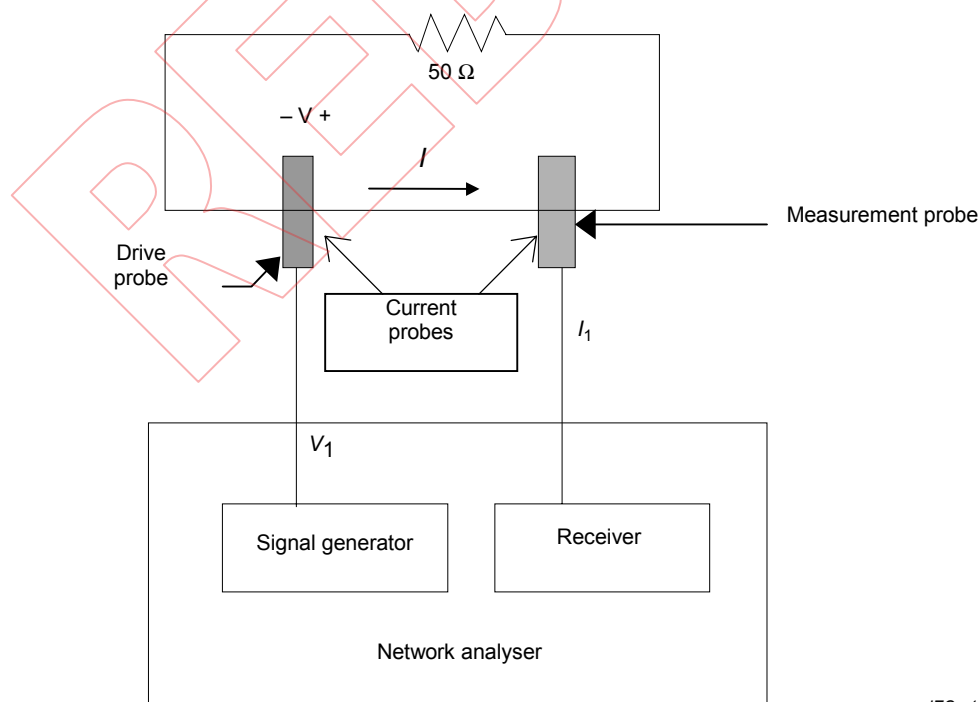 50 Ω
– V +
I
Measurement probe
Drive
probe
Current
probes
I1
V1
Signal generator
Receiver
Network analyser